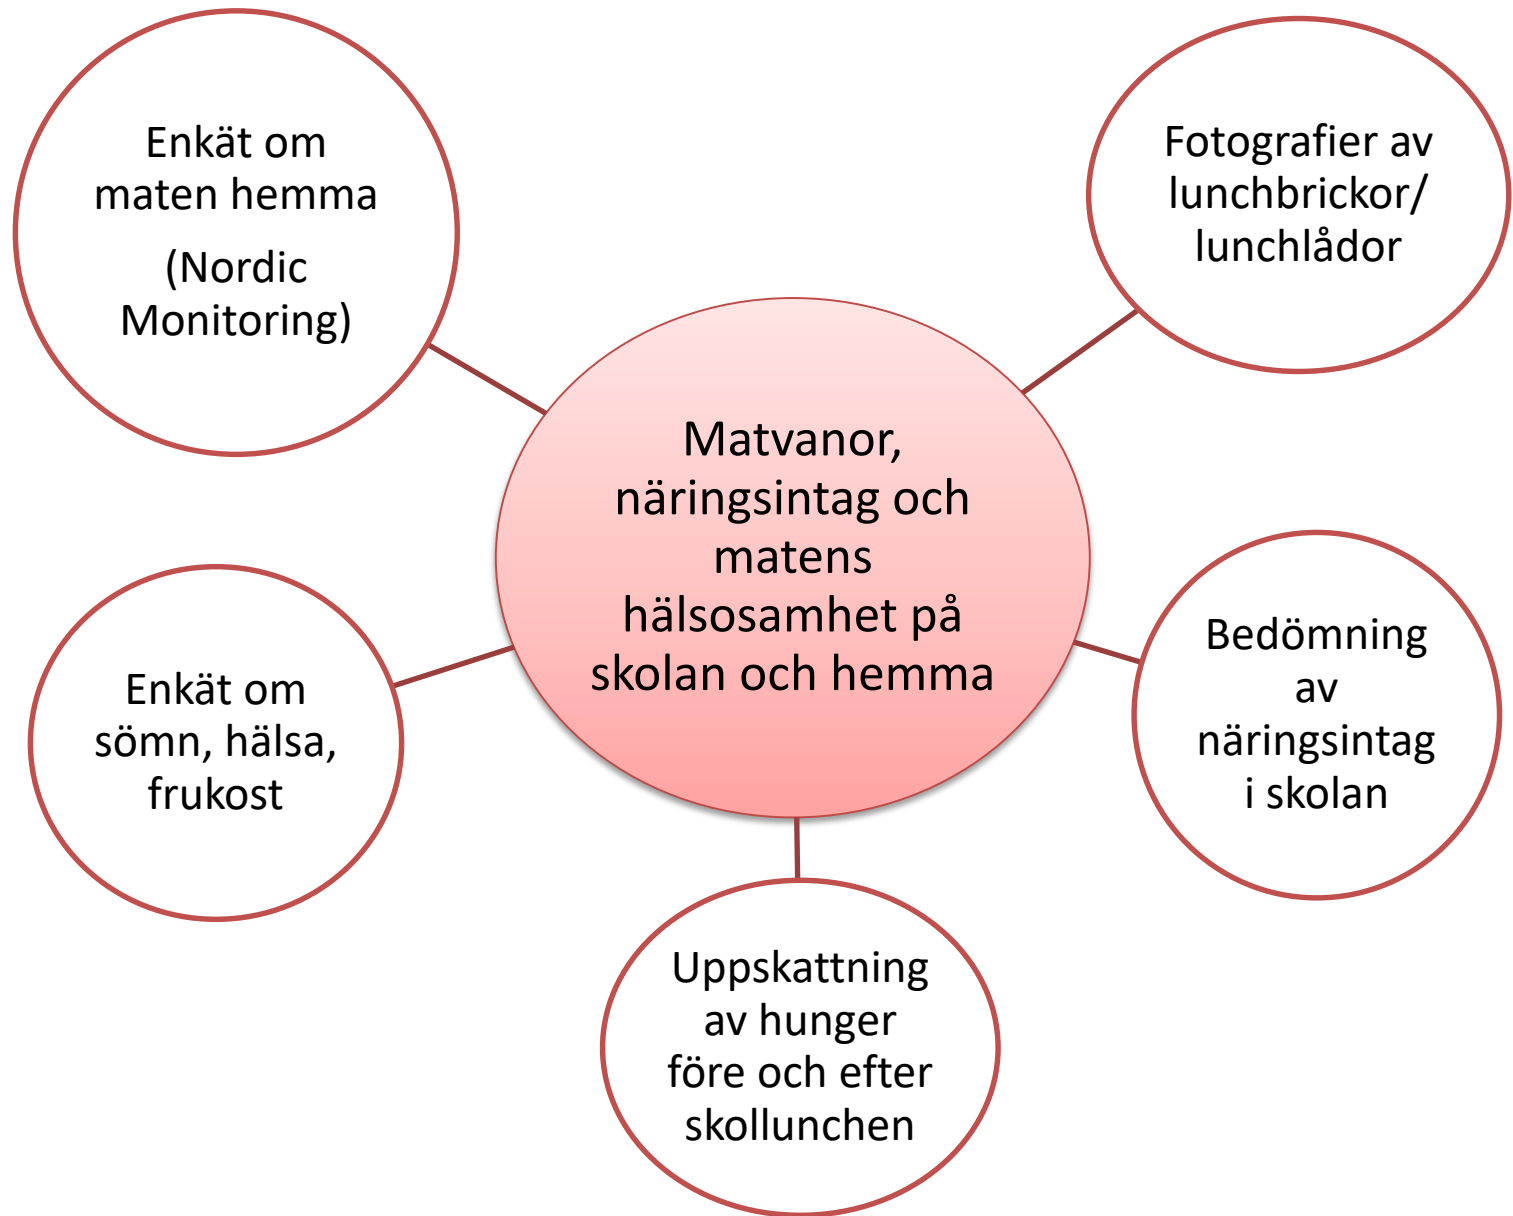 Enkät om
maten hemma
(Nordic
Monitoring)
Fotografier av
lunchbrickor/
lunchlådor
Matvanor,
näringsintag och
matens
hälsosamhet på
skolan och hemma
Enkät om
sömn, hälsa,
frukost
Bedömning
av
näringsintag
i skolan
Uppskattning
av hunger
före och efter
skollunchen